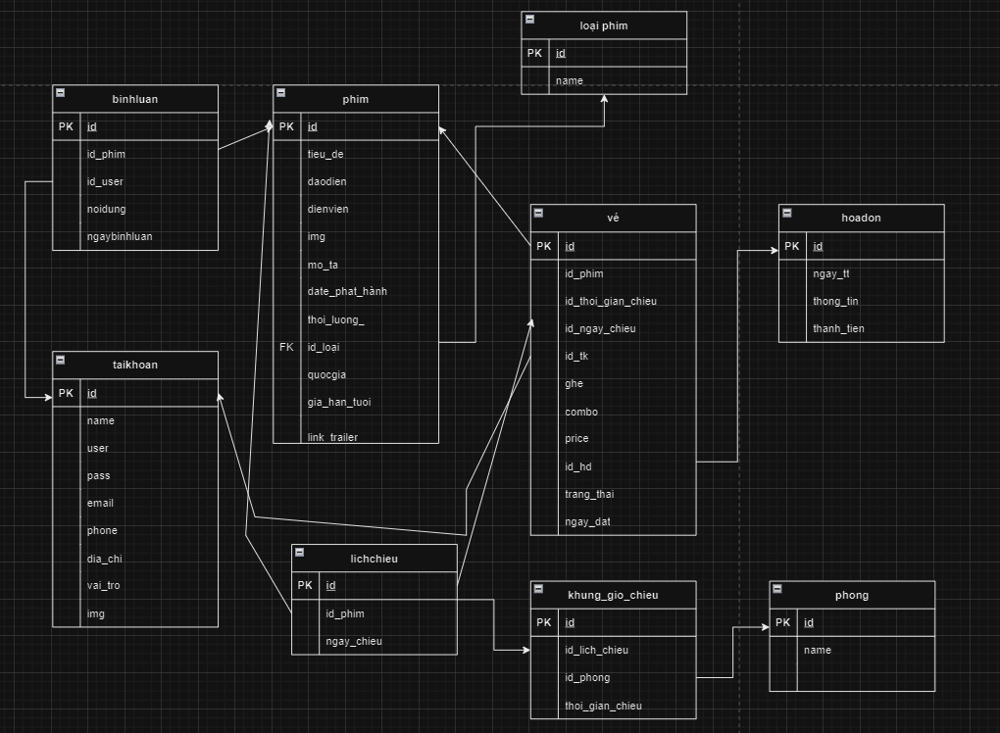 loại phim
PK id
name
binhluan
PK id
id_phim
id_user
noidung
ngaybinhluan
phim
PK id
tieu_de
daodien
dienvien
img
mo_ta
date_phat_hành
thoi_luong_
FK id_loại
quocgia
gia_han_tuoi
link_trailer
vé
PK id
id_phim
id_thoi_gian_chieu
id_ngay_chieu
id_tk
ghe
combo
price
id_hd
trang_thai
ngay_dat
hoadon
PK id
ngay_tt
thong_tin
thanh_tien
taikhoan
PK id
name
user
pass
email
phone
dia_chi
vai_tro
img
lichchieu
PK id
id_phim
ngay_chieu
khung_gio_chieu
PK id
id_lich_chieu
id_phong
thoi_gian_chieu
phong
PK id
name